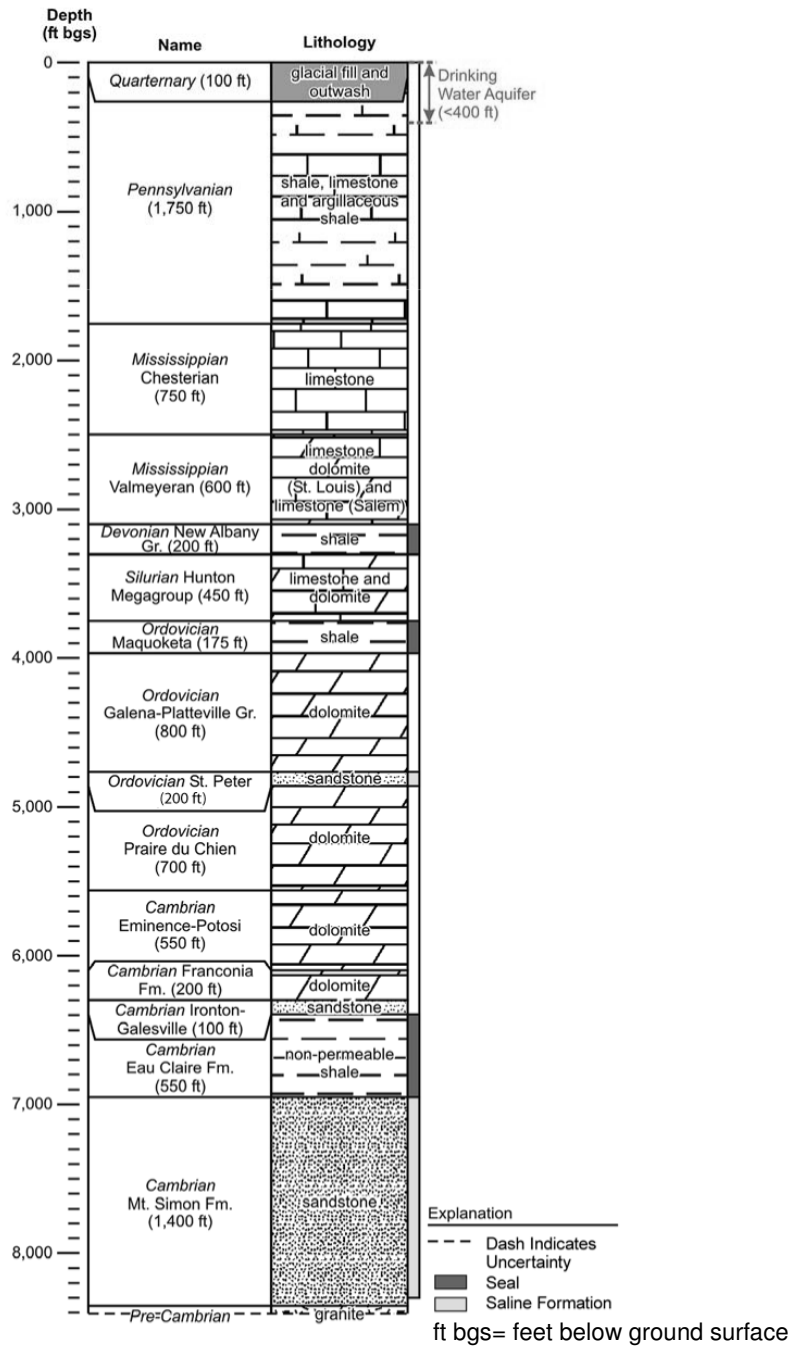 Depth
(ft bgs)
Name
Lithology
0
Quarternary (100 ft)
glacial fill and
outwash
Drinking
Water Aquifer
(<400 ft)
Pennsylvanian
(1,750 ft)
shale, limestone
and argillaceous
shale
1,000
2,000
Mississippian
Chesterian
(750 ft)
limestone
Mississippian
Valmeyeran (600 ft)
limestone
dolomite
(St. Louis) and
limestone (Salem)
3,000
Devonian New Albany
Gr. (200 ft)
shale
Silurian Hunton
Megagroup (450 ft)
limestone and
dolomite
Ordovician
Maquoketa (175 ft)
shale
4,000
Ordovician
Galena-Platteville Gr.
(800 ft)
dolomite
Ordovician St. Peter
(200 ft)
sandstone
5,000
Ordovician
Praire du Chien
(700 ft)
dolomite
Cambrian
Eminence-Potosi
(550 ft)
dolomite
6,000
Cambrian Franconia
Fm. (200 ft)
dolomite
Cambrian Ironton-
Galesville (100 ft)
sandstone
Cambrian
Eau Claire Fm.
(550 ft)
non-permeable
shale
7,000
Cambrian
Mt. Simon Fm.
(1,400 ft)
sandstone
8,000
Pre-Cambrian
granite
Explanation
Dash Indicates
Uncertainty
Seal
Saline Formation
ft bgs= feet below ground surface